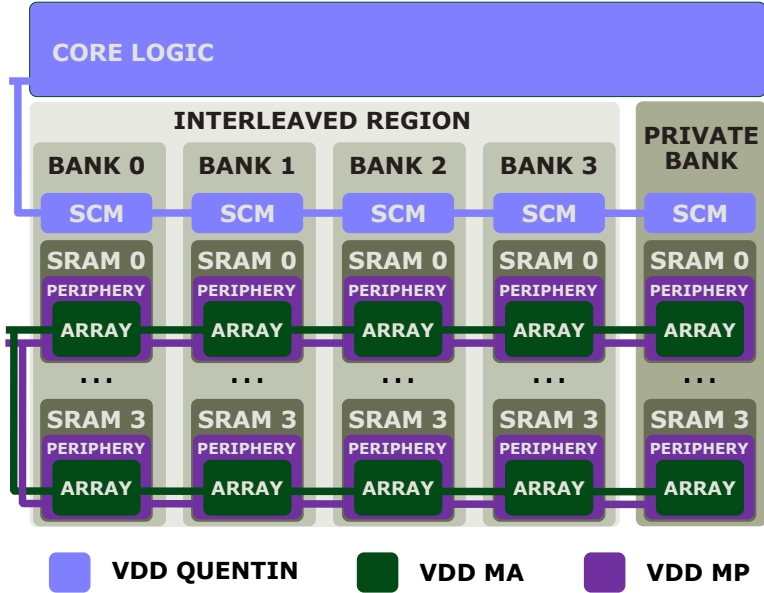 CORE LOGIC
INTERLEAVED REGION
PRIVATE
BANK
BANK 0 BANK 1 BANK 2 BANK 3
SCM SCM SCM SCM SCM
SRAM 0 SRAM 0 SRAM 0 SRAM 0 SRAM 0
PERIPHERY PERIPHERY PERIPHERY PERIPHERY PERIPHERY
ARRAY ARRAY ARRAY ARRAY ARRAY
... ... ... ... ...
SRAM 3 SRAM 3 SRAM 3 SRAM 3 SRAM 3
PERIPHERY PERIPHERY PERIPHERY PERIPHERY PERIPHERY
ARRAY ARRAY ARRAY ARRAY ARRAY
VDD QUENTIN VDD MA VDD MP